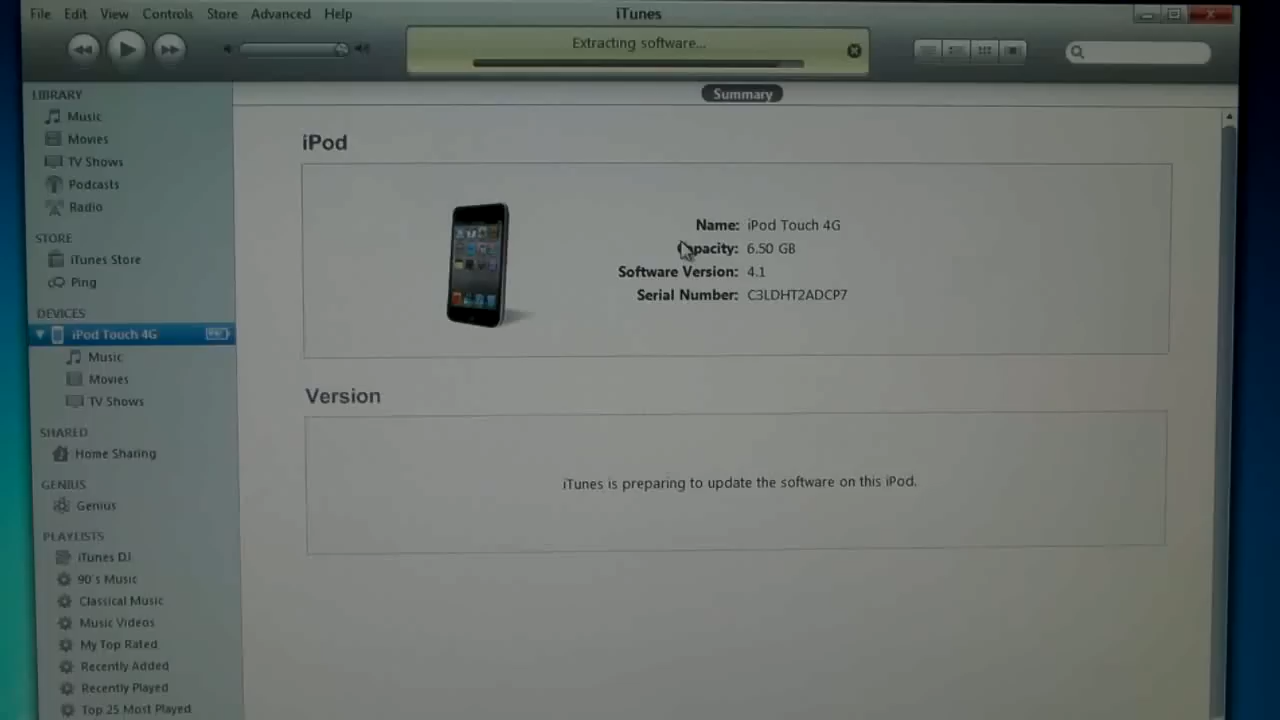 File Edit View Controls Store Advanced Help
iTunes
Extracting software...
Summary
LIBRARY
Music
Movies
TV Shows
Podcasts
Radio
STORE
iTunes Store
Ping
DEVICES
iPod Touch 4G
Music
Movies
TV Shows
SHARED
Home Sharing
GENIUS
Genius
PLAYLISTS
iTunes DJ
90's Music
Classical Music
Music Videos
My Top Rated
Recently Added
Recently Played
Top 25 Most Played
iPod
Name: iPod Touch 4G
Capacity: 6.50 GB
Software Version: 4.1
Serial Number: C3LDHT2ADCP7
Version
iTunes is preparing to update the software on this iPod.